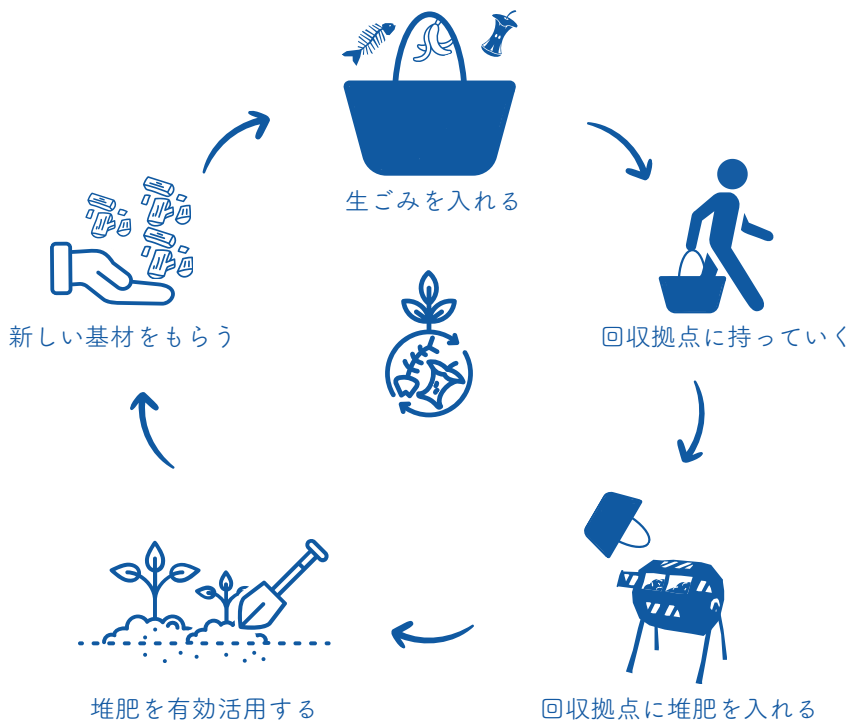 生ごみを入れる
回収拠点に持っていく
回収拠点に堆肥を入れる
堆肥を有効活用する
新しい基材をもらう